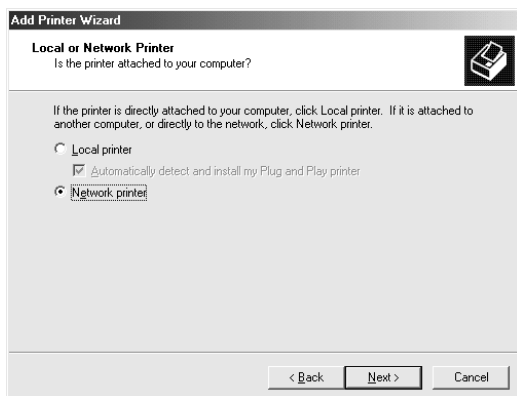 Add Printer Wizard
Local or Network Printer
Is the printer attached to your computer?
If the printer is directly attached to your computer, click Local printer. If it is attached to
another computer, or directly to the network, click Network printer.
Local printer
Automatically detect and install my Plug and Play printer
Network printer
< Back
Next >
Cancel